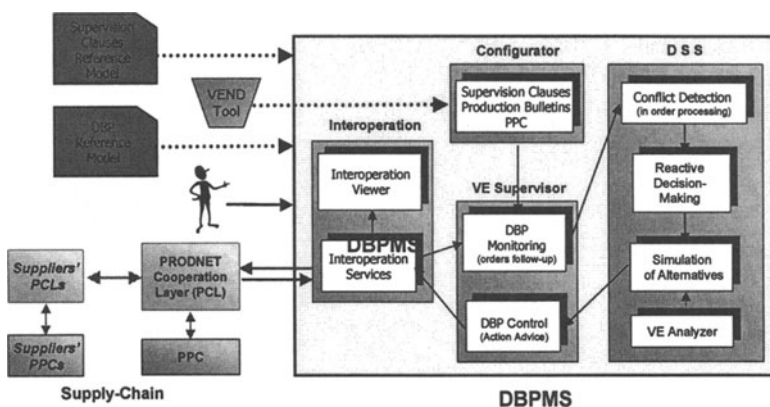 Supervision
Clauses
Reference
Model
VEND
Tool
DBP
Reference
Model
Configurator
Supervision Clauses
Production Bulletins
PPC
D S S
Conflict Detection
(in order processing)
Reactive
Decision-
Making
Simulation
of Alternatives
VE Analyzer
Interoperation
Interoperation
Viewer
DBPMS
Interoperation
Services
VE Supervisor
DBP
Monitoring
(orders follow-up)
DBP Control
(Action Advice)
Suppliers'
PCLs
PRODNET
Cooperation
Layer (PCL)
Suppliers'
PPCs
PPC
Supply-Chain
DBPMS